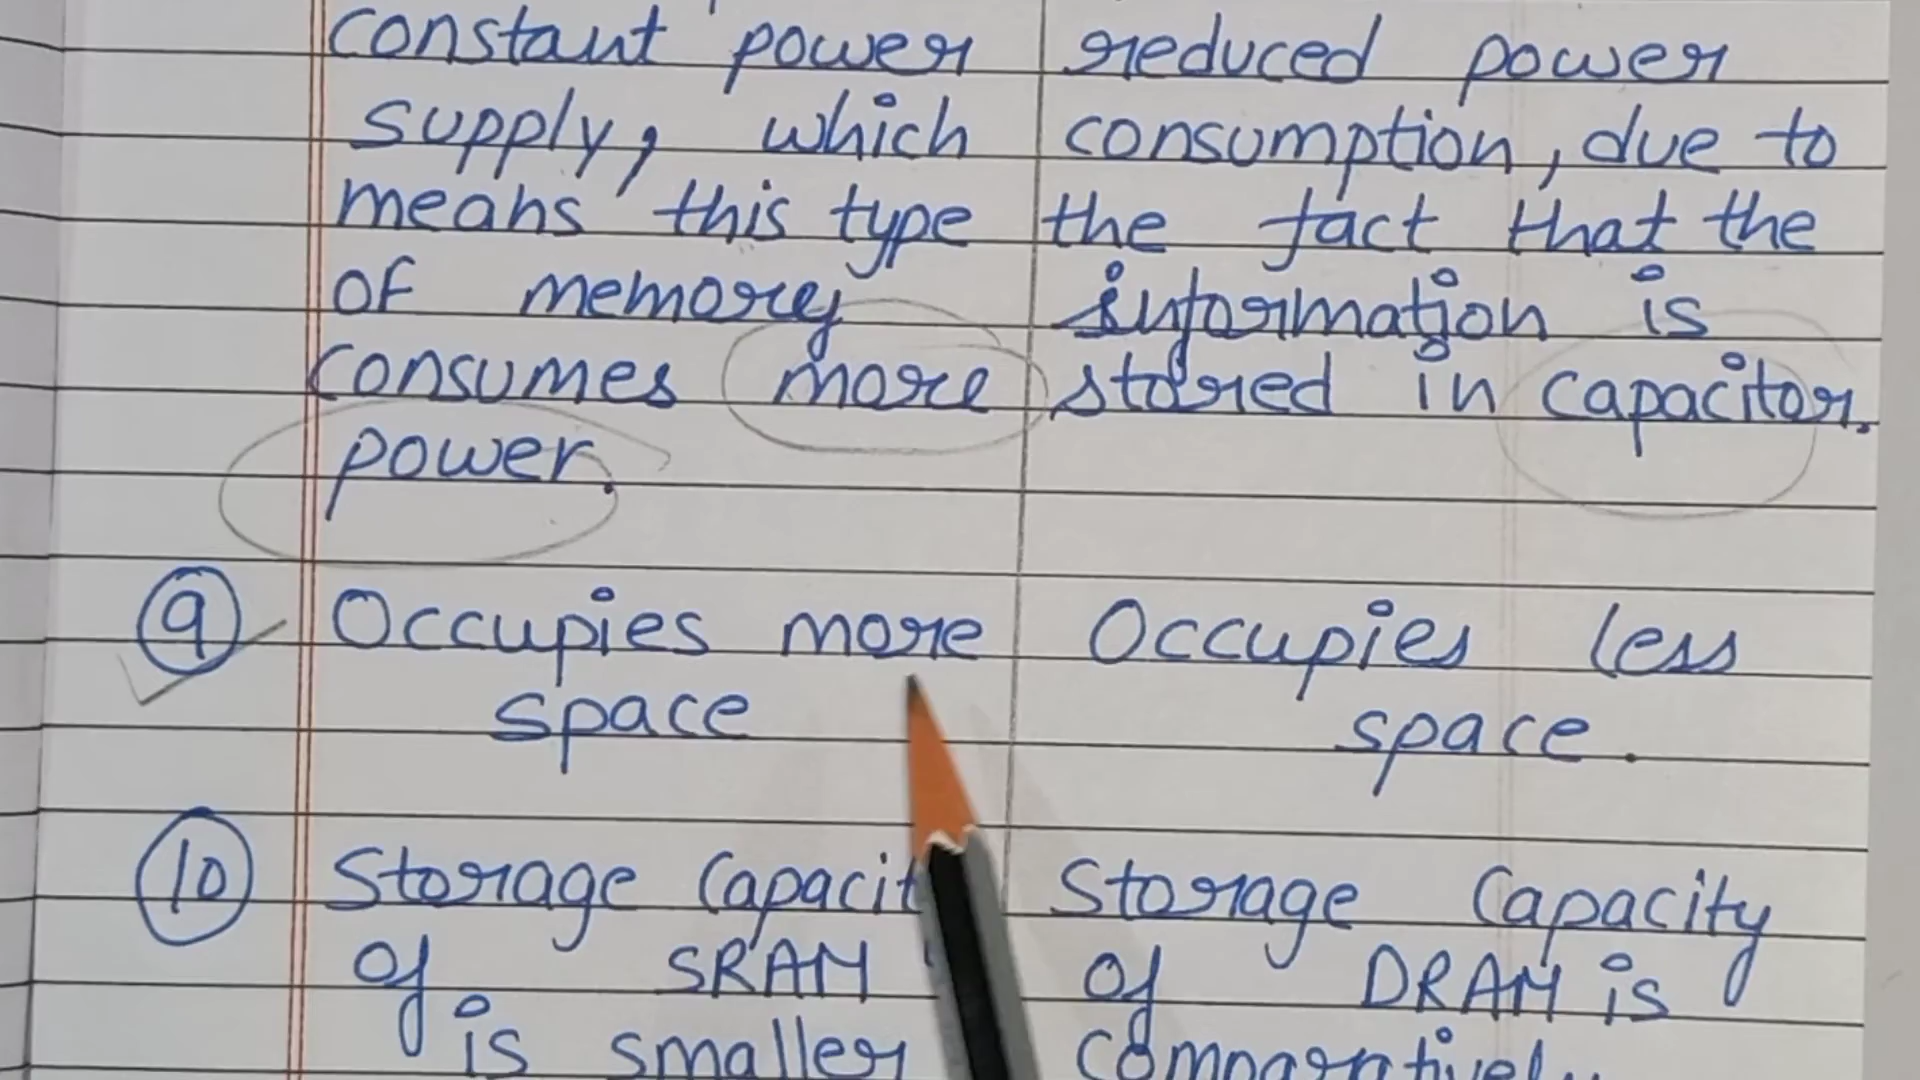 constant power
supply, which
means this type
of memory
consumes more
power.
reduced power
consumption, due to
the fact that the
information is
stored in capacitor.
9 Occupies more
space
Occupies less
space.
10 Storage Capacit
of SRAM
is smaller
Storage Capacity
of DRAM is
comparatively